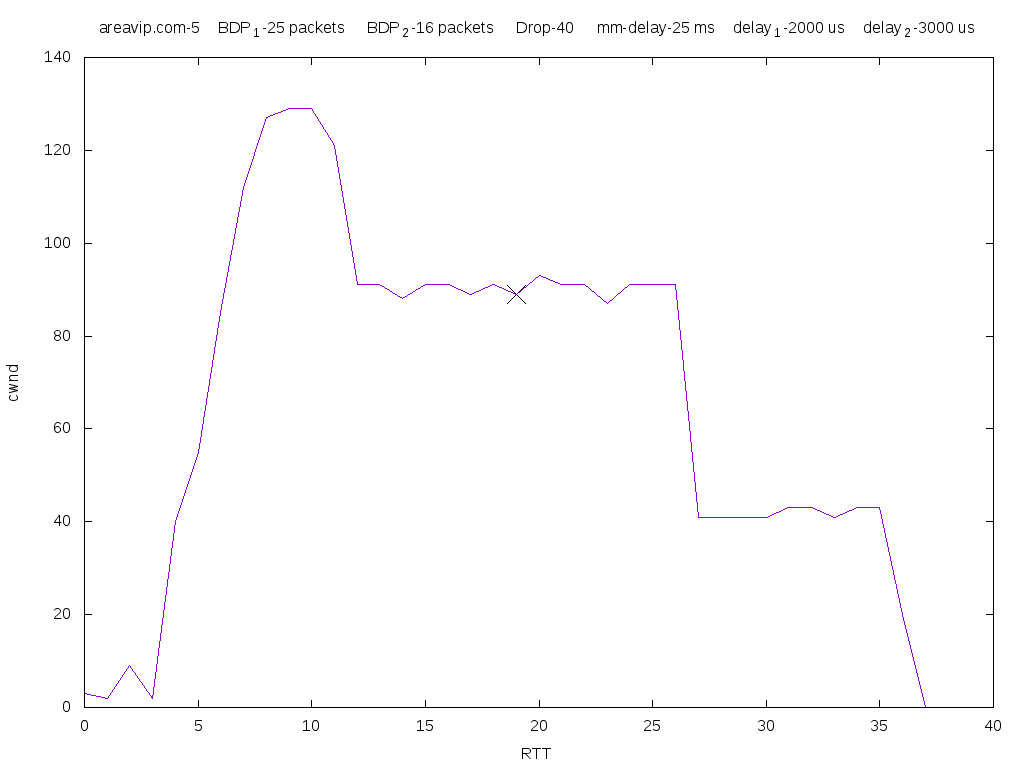 areavip.com-5 BDP1-25 packets BDP2-16 packets Drop-40 mm-delay-25 ms delay1-2000 us delay2-3000 us
140
120
100
80
60
40
20
0
cwnd
0 5 10 15 20 25 30 35 40
RTT